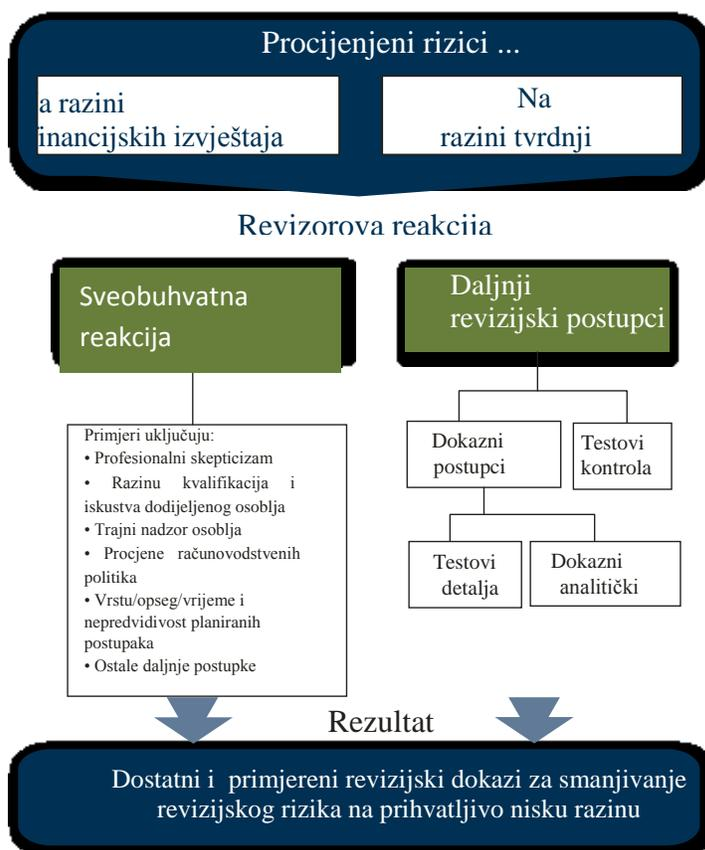 Procijenjeni rizici ...
a razini
inancijskih izvještaja
Na
razini tvrdnji
Revizorova reakcija
Sveobuhvatna
reakcija
Daljnji
revizijski postupci
Primjeri uključuju:
• Profesionalni skepticizam
• Razinu kvalifikacija i
iskustva dodijeljenog osoblja
• Trajni nadzor osoblja
• Procjene računovodstvenih
politika
• Vrstu/opseg/vrijeme i
nepredvidivost planiranih
postupaka
• Ostale daljnje postupke
Dokazni
postupci
Testovi
kontrola
Testovi
detalja
Dokazni
analitički
Rezultat
Dostatni i primjereni revizijski dokazi za smanjivanje
revizijskog rizika na prihvatljivo nisku razinu